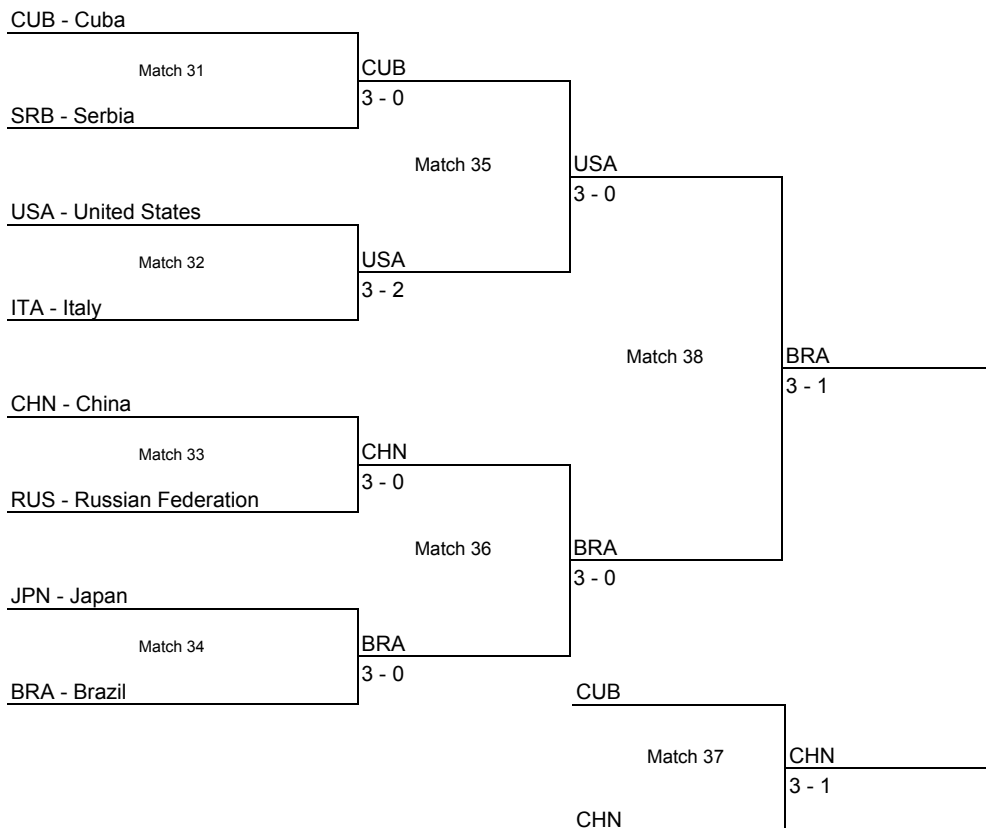 CUB - Cuba
Match 31
SRB - Serbia
CUB
3 - 0
Match 35
USA - United States
Match 32
ITA - Italy
USA
3 - 2
USA
3 - 0
Match 38
CHN - China
Match 33
RUS - Russian Federation
CHN
3 - 0
Match 36
JPN - Japan
Match 34
BRA - Brazil
BRA
3 - 0
BRA
3 - 0
BRA
3 - 1
CUB
Match 37
CHN
CHN
3 - 1